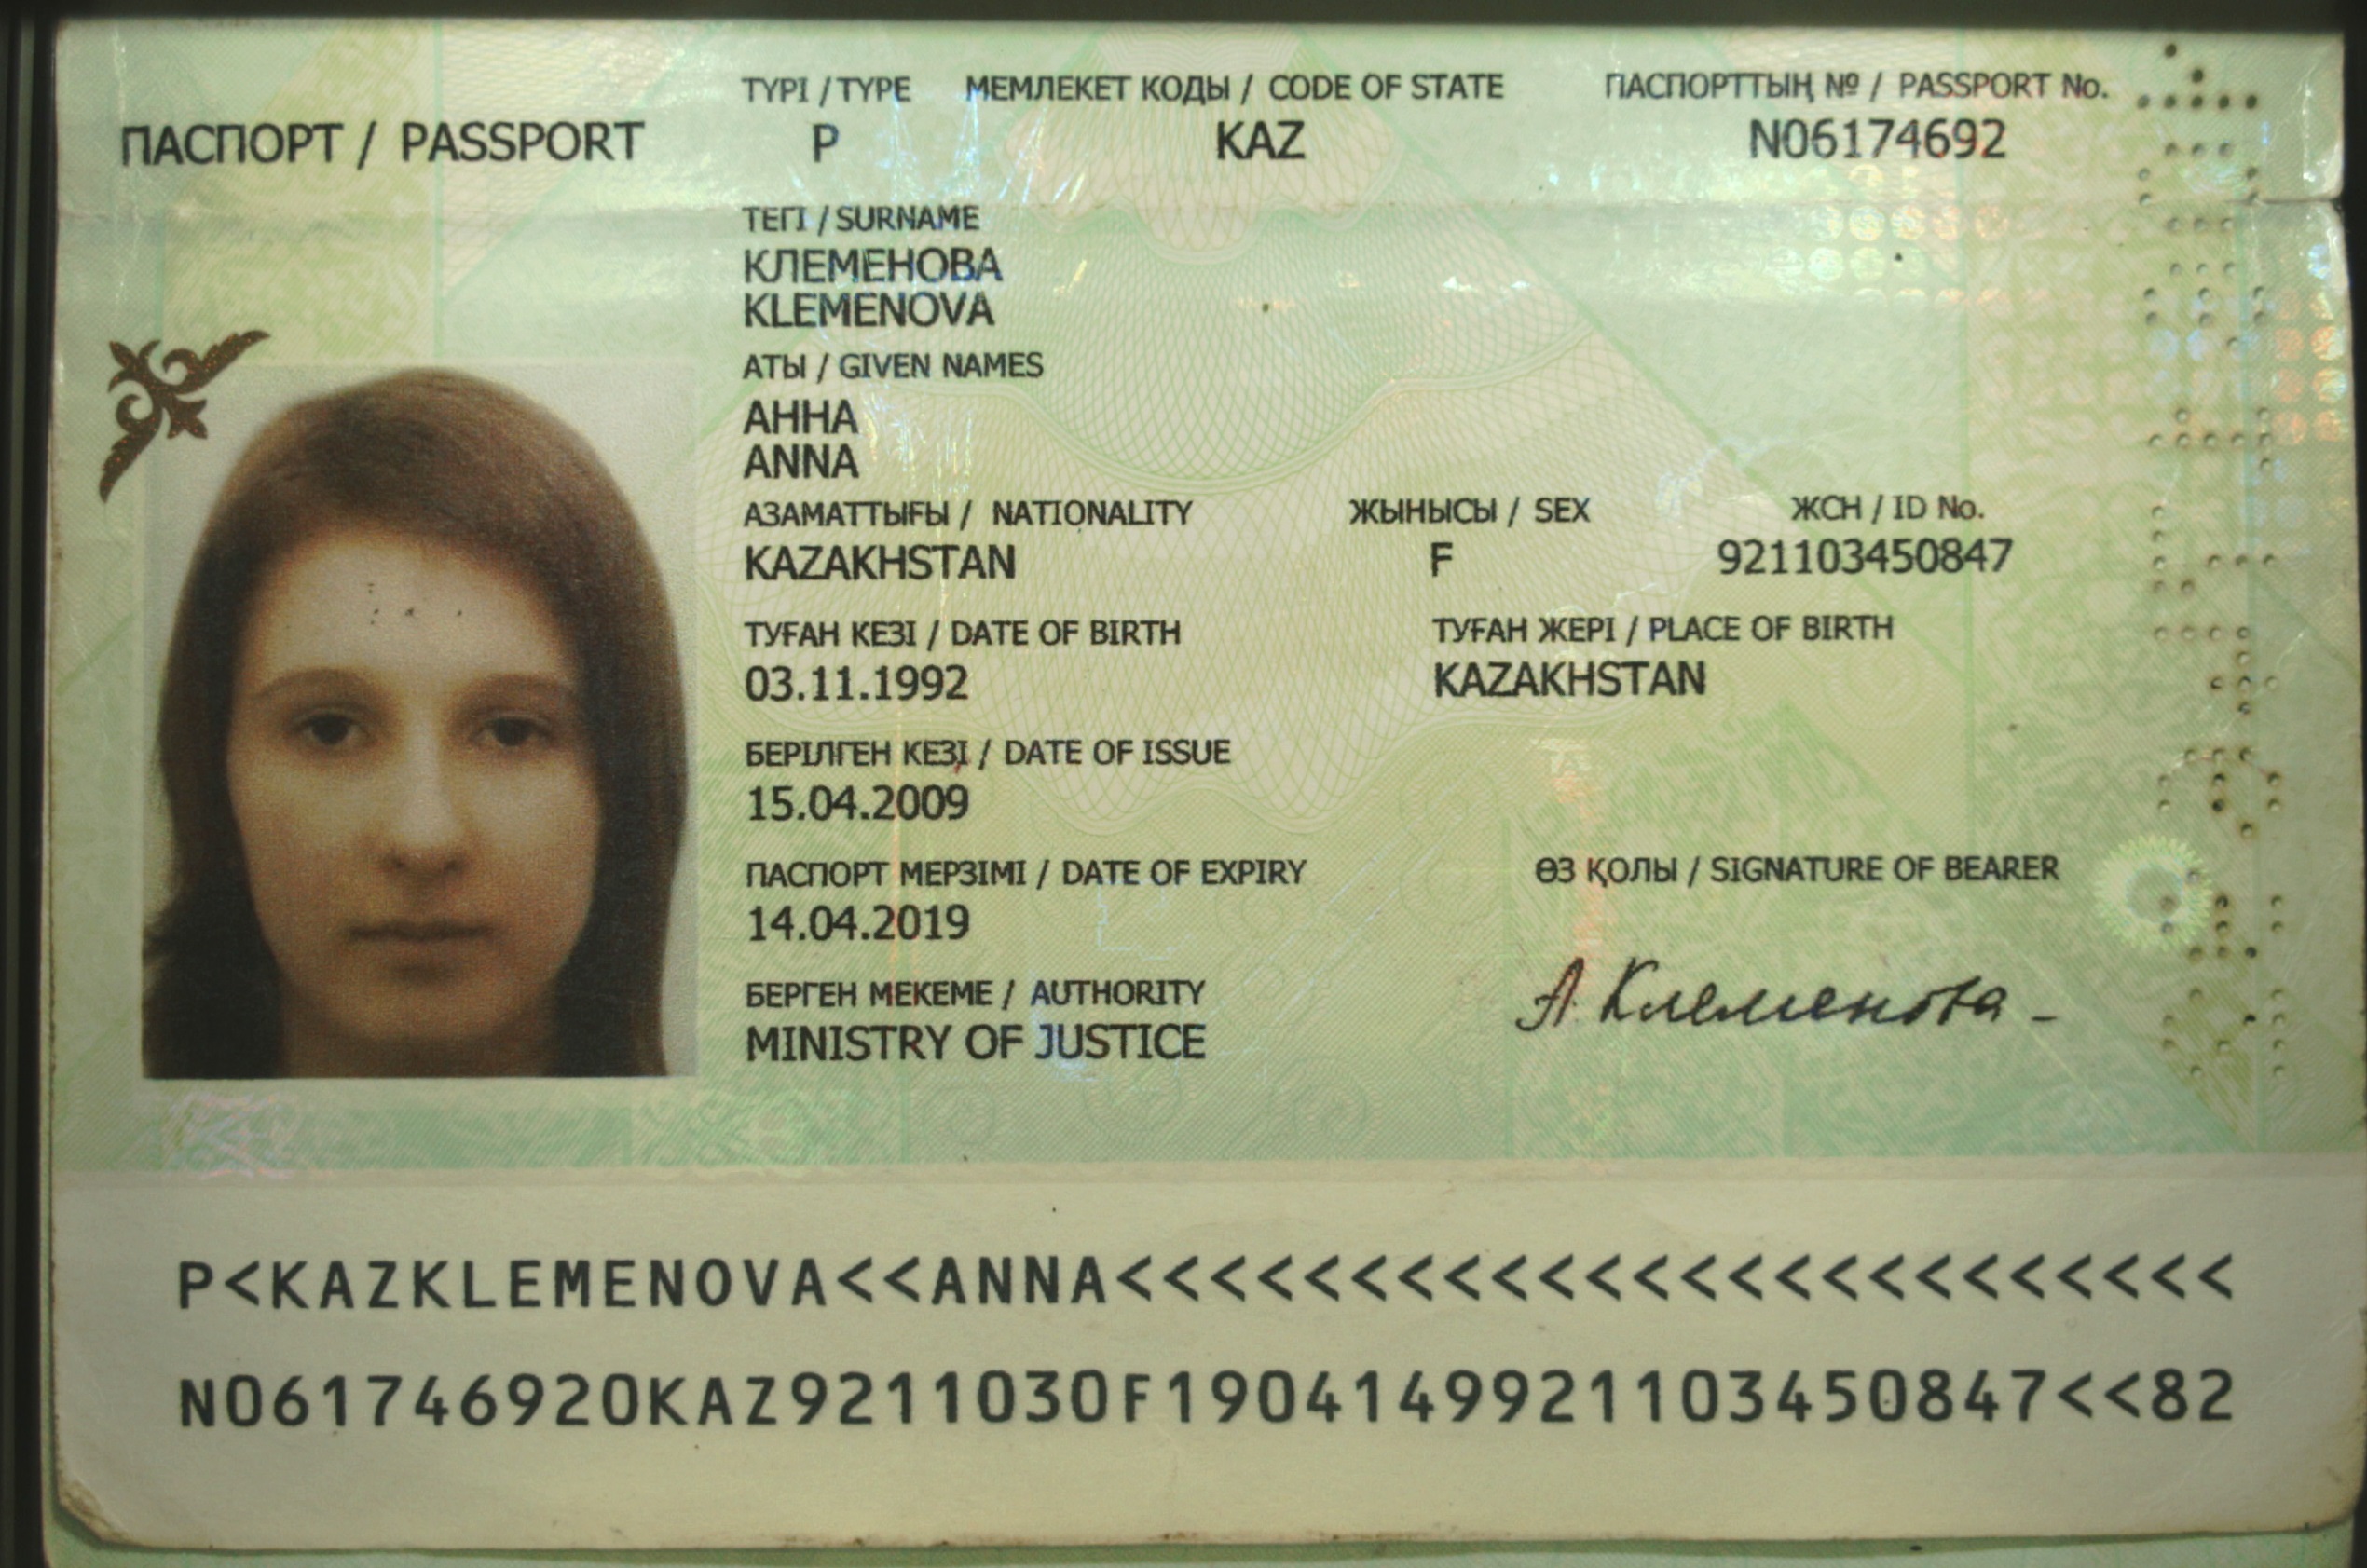 ПАСПОРТ / PASSPORT
ТҮРІ / TYPE
P
МЕМЛЕКЕТ КОДЫ / CODE OF STATE
KAZ
ПАСПОРТТЫҢ № / PASSPORT No.
N06174692
ТЕГІ / SURNAME
КЛЕМЕНОВА
KLEMENOVA
АТЫ / GIVEN NAMES
АННА
ANNA
АЗАМАТТЫҒЫ / NATIONALITY
KAZAKHSTAN
ЖЫНЫСЫ / SEX
F
ЖСН / ID No.
921103450847
ТУҒАН КЕЗІ / DATE OF BIRTH
03.11.1992
ТУҒАН ЖЕРІ / PLACE OF BIRTH
KAZAKHSTAN
БЕРІЛГЕН КЕЗІ / DATE OF ISSUE
15.04.2009
ПАСПОРТ МЕРЗІМІ / DATE OF EXPIRY
14.04.2019
ӨЗ ҚОЛЫ / SIGNATURE OF BEARER
А. Клеменова
БЕРГЕН МЕКЕМЕ / AUTHORITY
MINISTRY OF JUSTICE
P<KAZKLEMENOVA<<ANNA<<<<<<<<<<<<<<<<<<<<<<<<
N061746920KAZ9211030F1904149921103450847<<82